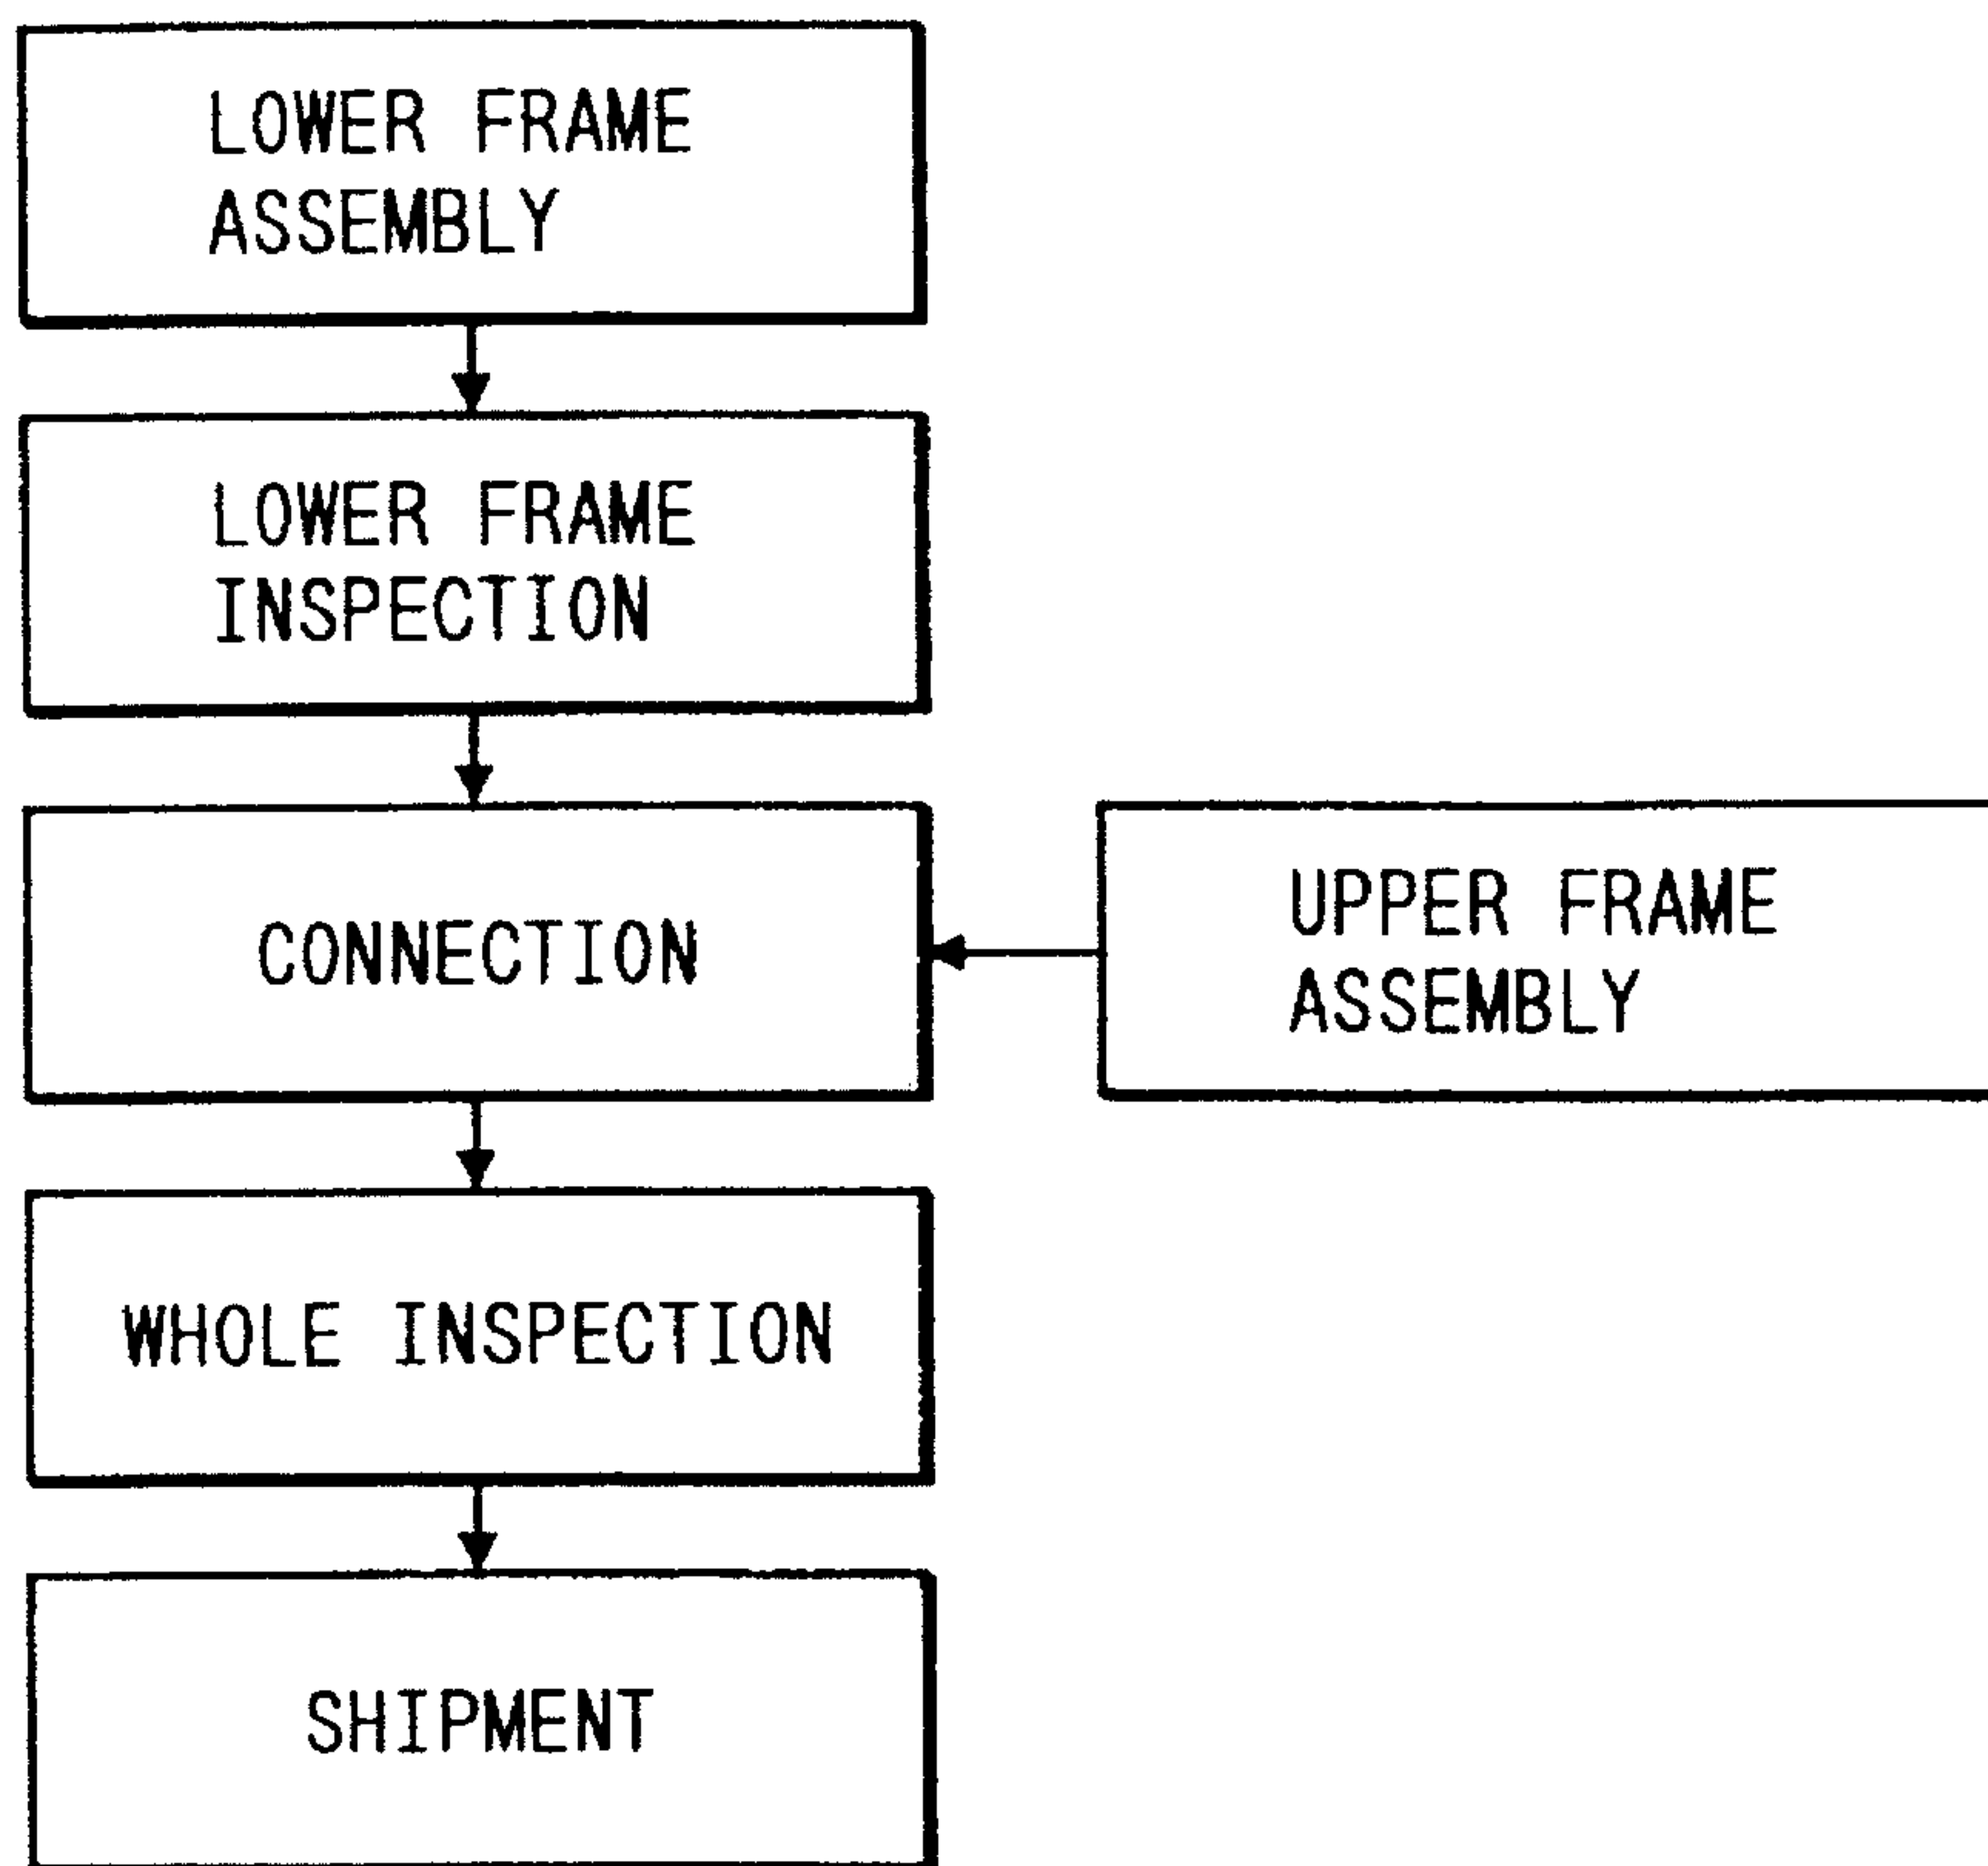 LOWER FRAME
ASSEMBLY
LOWER FRAME
INSPECTION
CONNECTION
UPPER FRAME
ASSEMBLY
WHOLE INSPECTION
SHIPMENT